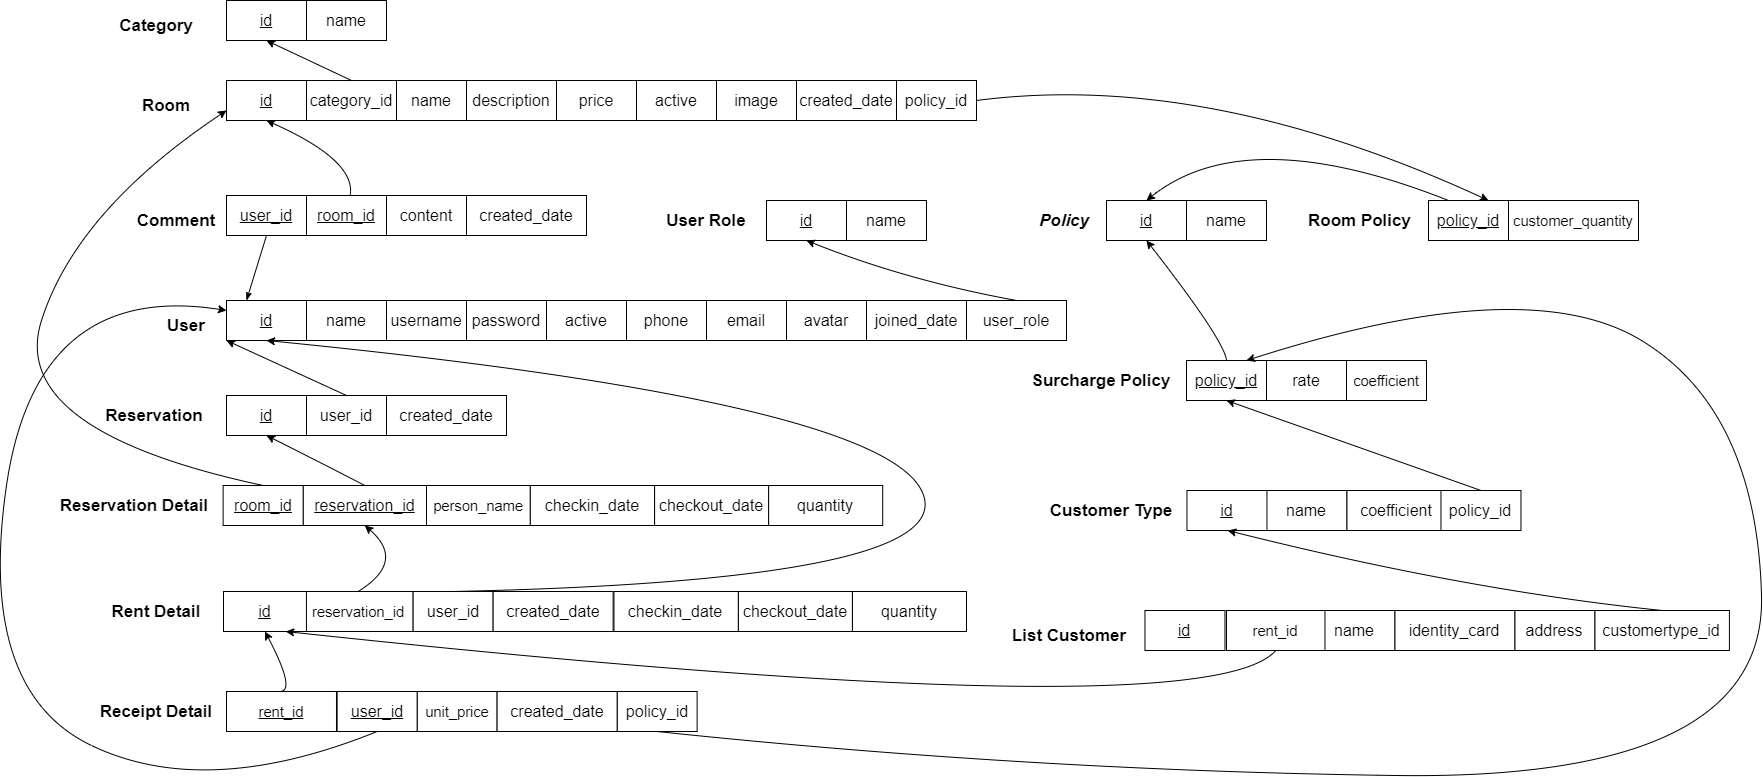 Category id name
Room id category_id name description price active image created_date policy_id
Comment user_id room_id content created_date
User Role id name
Policy id name
Room Policy policy_id customer_quantity
User id name username password active phone email avatar joined_date user_role
Surcharge Policy policy_id rate coefficient
Reservation id user_id created_date
Reservation Detail room_id reservation_id person_name checkin_date checkout_date quantity
Customer Type id name coefficient policy_id
Rent Detail id reservation_id user_id created_date checkin_date checkout_date quantity
List Customer id rent_id name identity_card address customertype_id
Receipt Detail rent_id user_id unit_price created_date policy_id